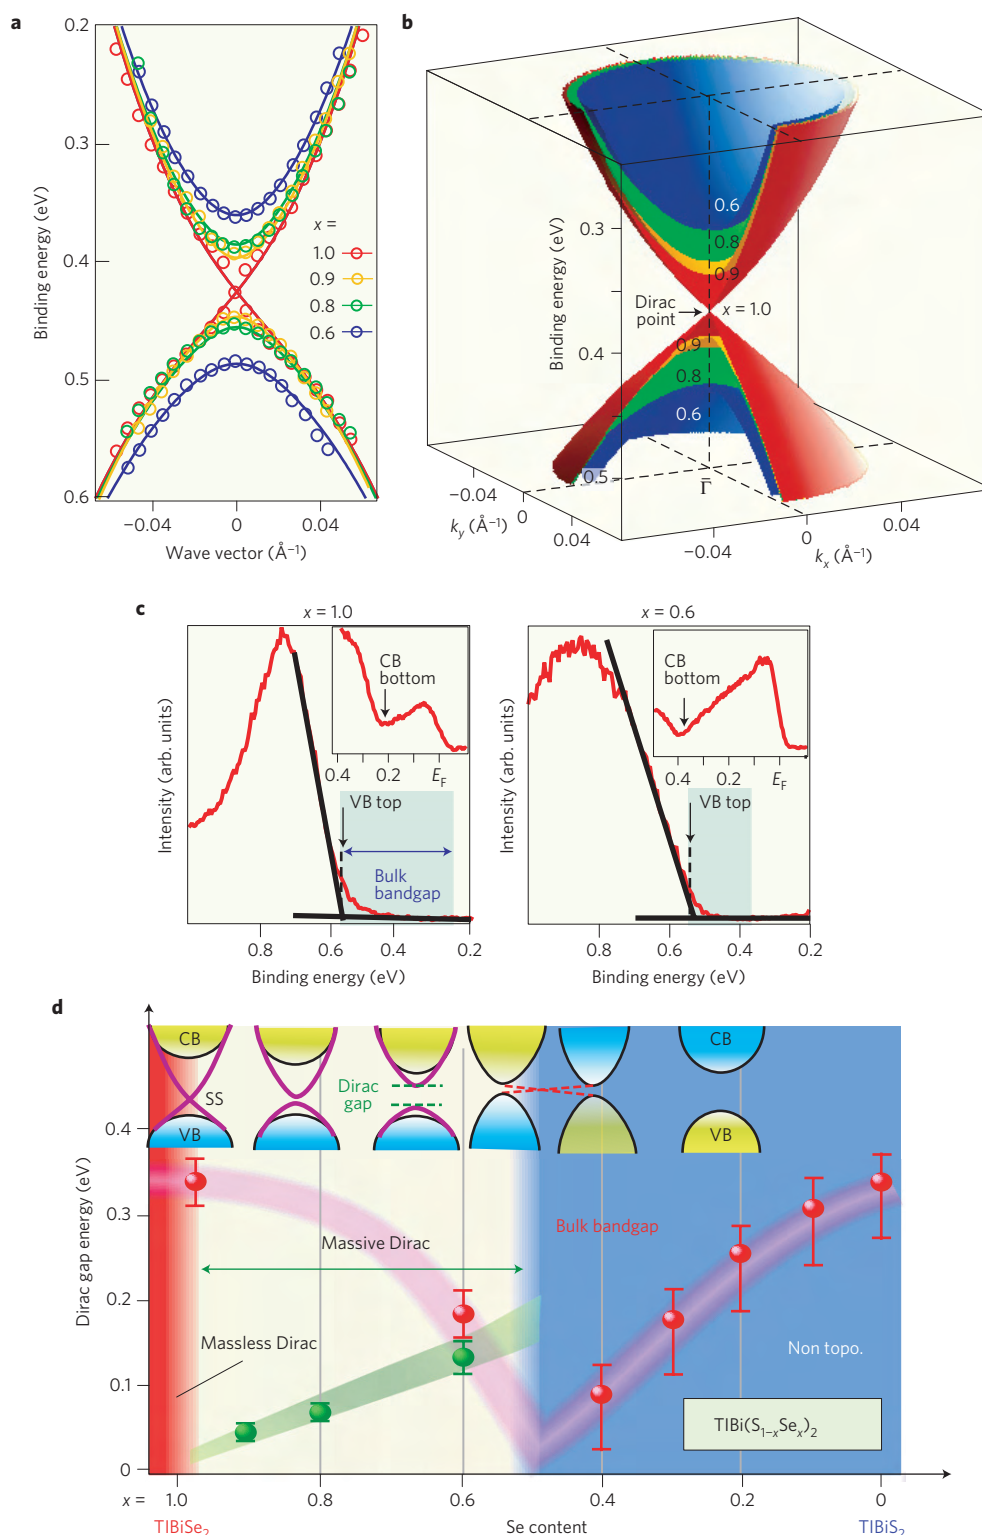 a
0.2
0.3
0.4
0.5
0.6
Binding energy (eV)
x =
1.0
0.9
0.8
0.6
−0.04
0
0.04
Wave vector (Å⁻¹)
b
0.3
0.4
0.5
Binding energy (eV)
0.6
0.8
0.9
Dirac
point
x = 1.0
0.9
0.8
0.6
Γ̄
−0.04
0
0.04
k_y (Å⁻¹)
−0.04
0
0.04
k_x (Å⁻¹)
c
x = 1.0
Intensity (arb. units)
CB
bottom
0.4
0.2
E_F
VB top
Bulk
bandgap
0.8
0.6
0.4
0.2
Binding energy (eV)
x = 0.6
Intensity (arb. units)
CB
bottom
0.4
0.2
E_F
VB top
0.8
0.6
0.4
0.2
Binding energy (eV)
d
CB
SS
VB
Dirac
gap
CB
VB
0.4
0.3
0.2
0.1
0
Dirac gap energy (eV)
Bulk bandgap
Massive Dirac
Massless Dirac
Non topo.
TlBi(S₁₋ₓSeₓ)₂
x = 1.0
0.8
0.6
0.4
0.2
0
TlBiSe₂
Se content
TlBiS₂